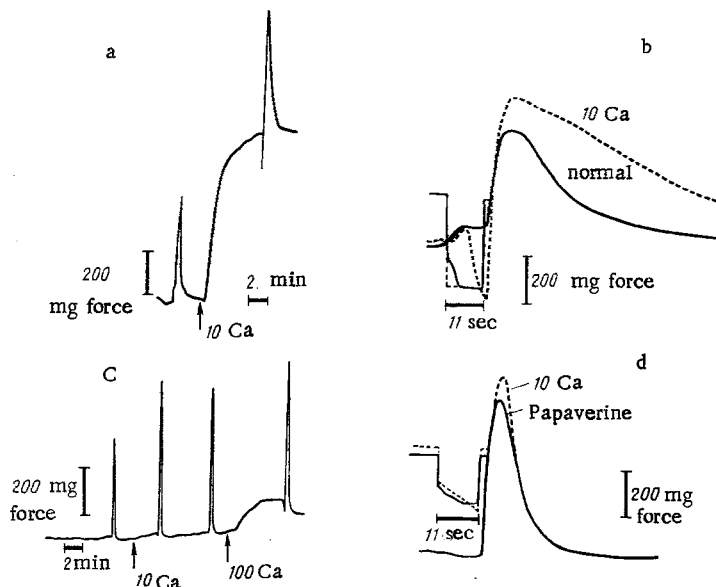 a
200
mg force
2. min
10 Ca
b
10 Ca
normal
200
mg force
11 sec
C
200 mg
force
2min
10 Ca
100 Ca
d
10 Ca
Papaverine
200 mg
force
11 sec